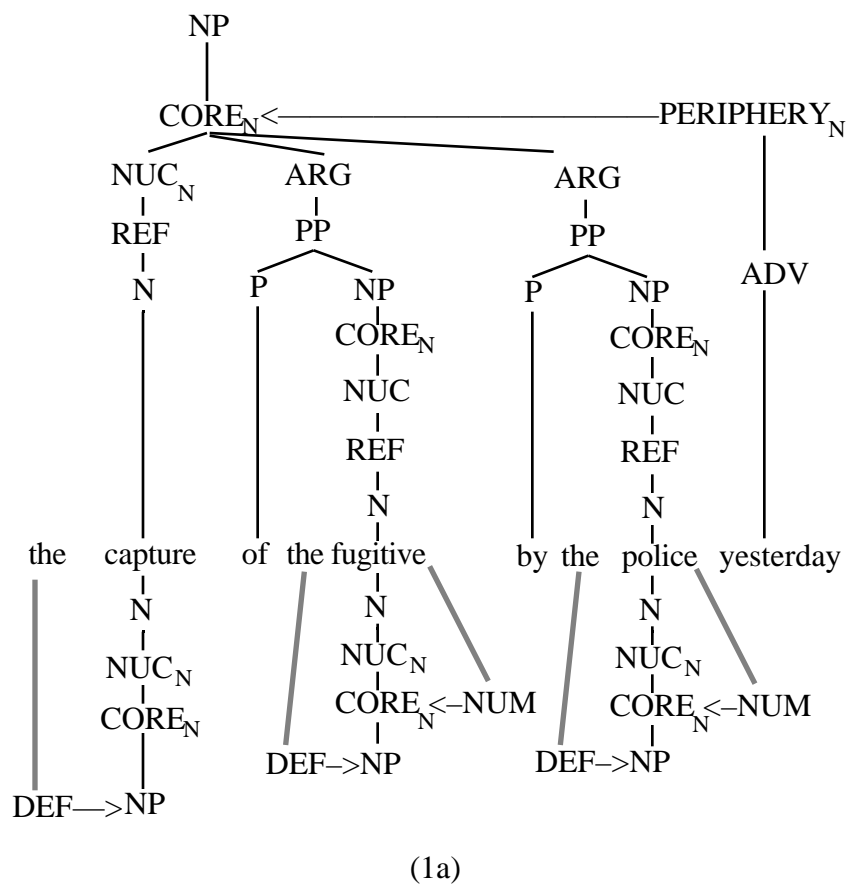 NP
CORE_N <————————————PERIPHERY_N
NUC_N ARG ARG
REF PP PP
N P NP P NP ADV
CORE_N CORE_N
NUC NUC
REF REF
N N
the capture of the fugitive by the police yesterday
N N N
NUC_N NUC_N NUC_N
CORE_N CORE_N<–NUM CORE_N<–NUM
DEF–>NP DEF–>NP
DEF—>NP
(1a)